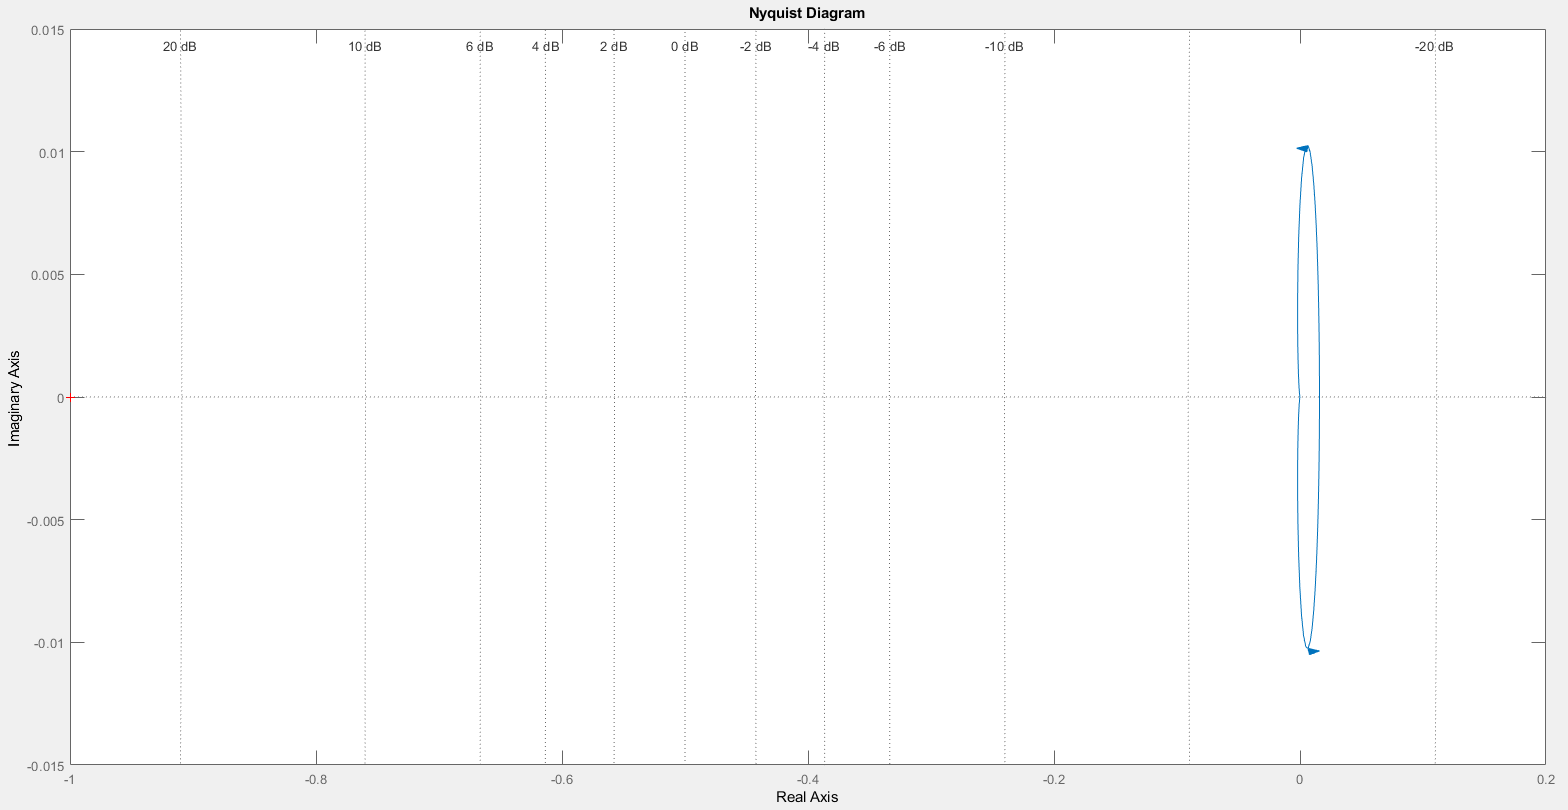 Nyquist Diagram
0.015
20 dB
10 dB
6 dB
4 dB
2 dB
0 dB
-2 dB
-4 dB
-6 dB
-10 dB
-20 dB
0.01
0.005
Imaginary Axis
0
-0.005
-0.01
-0.015
-1
-0.8
-0.6
-0.4
-0.2
0
0.2
Real Axis